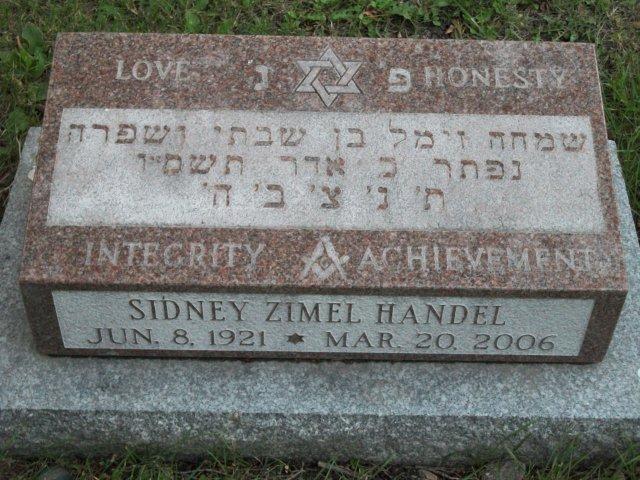 LOVE פ' נ HONESTY
שמחה זימל בן שבתי ושפרה
נפתר כ' אדר תשס"ו
ת' נ' צ' ב' ה'
INTEGRITY ACHIEVEMENT
SIDNEY ZIMEL HANDEL
JUN. 8, 1921 ★ MAR. 20, 2006